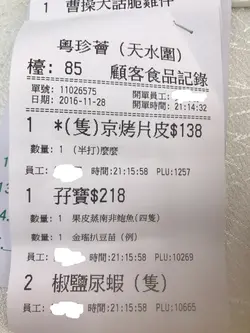 1 曹操大話脆雞件
粵珍薈（天水圍）
檯: 85 顧客食品記錄
單號：11026575 開單員工:
日期：2016-11-28 開單時間: 21:14:32
1 *(隻)京烤片皮$138
數量：1 （半打)麼麼
員工: 時間:21:15:58 PLU:1257
1 孖寶$218
數量：1 果皮蒸南非鮑魚(四隻)
數量：1 金瑤扒豆苗（例）
員工: 時間:21:15:58 PLU:10269
2 椒鹽尿蝦（隻）
員工: 時間:21:15:58 PLU:10665